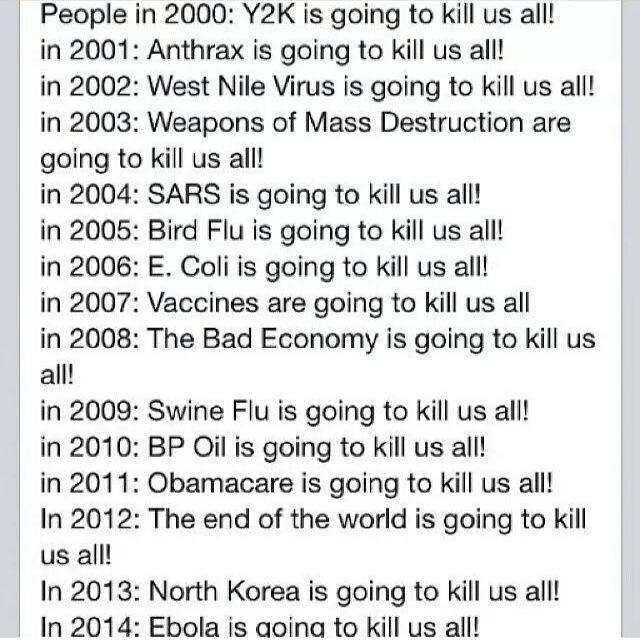 People in 2000: Y2K is going to kill us all!
in 2001: Anthrax is going to kill us all!
in 2002: West Nile Virus is going to kill us all!
in 2003: Weapons of Mass Destruction are
going to kill us all!
in 2004: SARS is going to kill us all!
in 2005: Bird Flu is going to kill us all!
in 2006: E. Coli is going to kill us all!
in 2007: Vaccines are going to kill us all
in 2008: The Bad Economy is going to kill us
all!
in 2009: Swine Flu is going to kill us all!
in 2010: BP Oil is going to kill us all!
in 2011: Obamacare is going to kill us all!
In 2012: The end of the world is going to kill
us all!
In 2013: North Korea is going to kill us all!
In 2014: Ebola is going to kill us all!